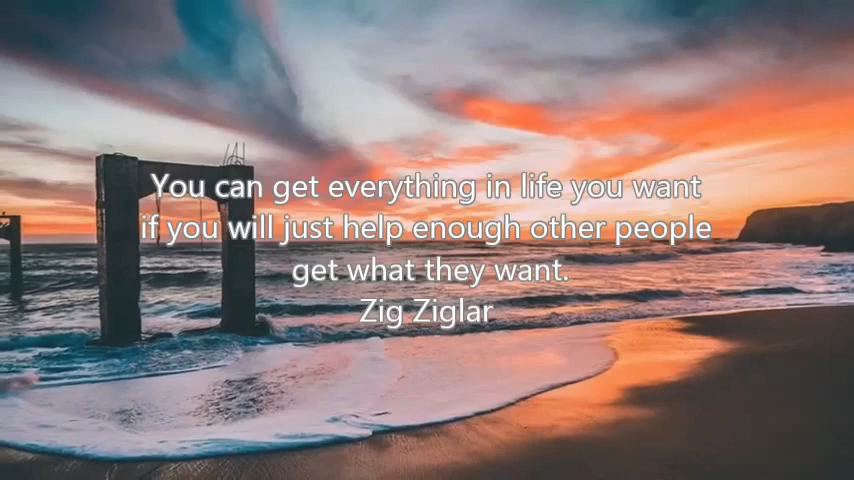 You can get everything in life you want
if you will just help enough other people
get what they want.
Zig Ziglar